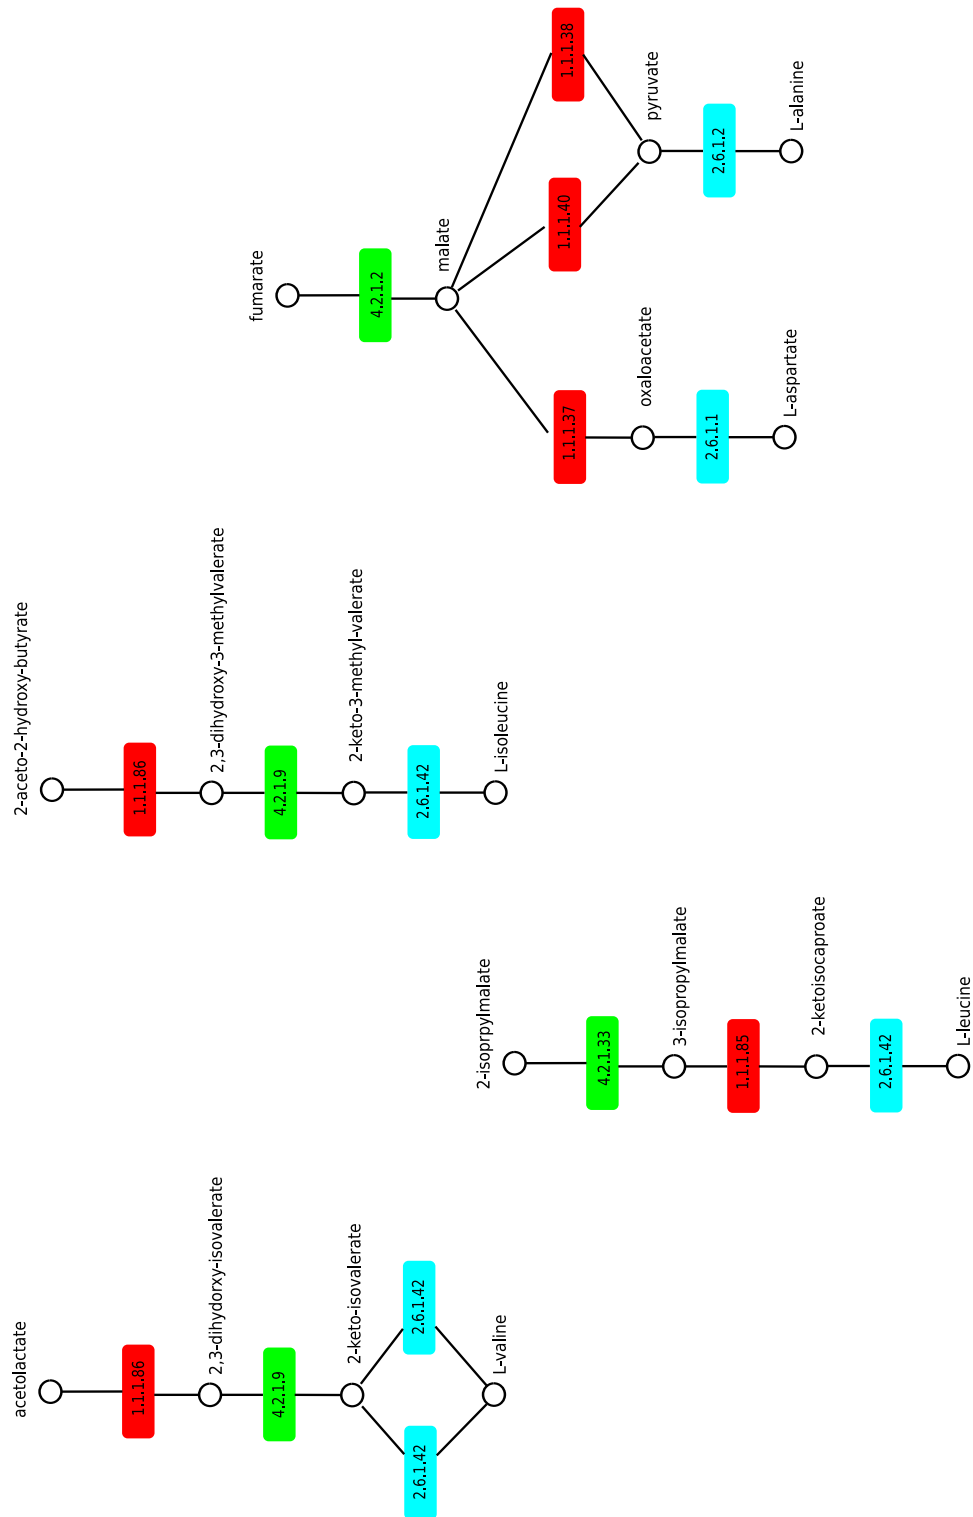 acetolactate
1.1.1.86
2,3-dihydorxy-isovalerate
4.2.1.9
2-keto-isovalerate
2.6.1.42
2.6.1.42
L-valine
2-isoprpylmalate
4.2.1.33
3-isopropylmalate
1.1.1.85
2-ketoisocaproate
2.6.1.42
L-leucine
2-aceto-2-hydroxy-butyrate
1.1.1.86
2,3-dihydroxy-3-methylvalerate
4.2.1.9
2-keto-3-methyl-valerate
2.6.1.42
L-isoleucine
fumarate
4.2.1.2
malate
1.1.1.37
1.1.1.40
1.1.1.38
oxaloacetate
pyruvate
2.6.1.1
2.6.1.2
L-aspartate
L-alanine